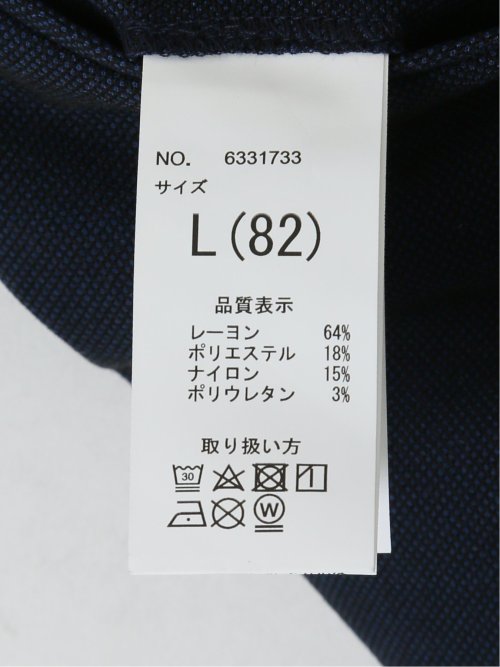 NO. 6331733
サイズ
L(82)
品質表示
レーヨン 64%
ポリエステル 18%
ナイロン 15%
ポリウレタン 3%
取り扱い方
30
W